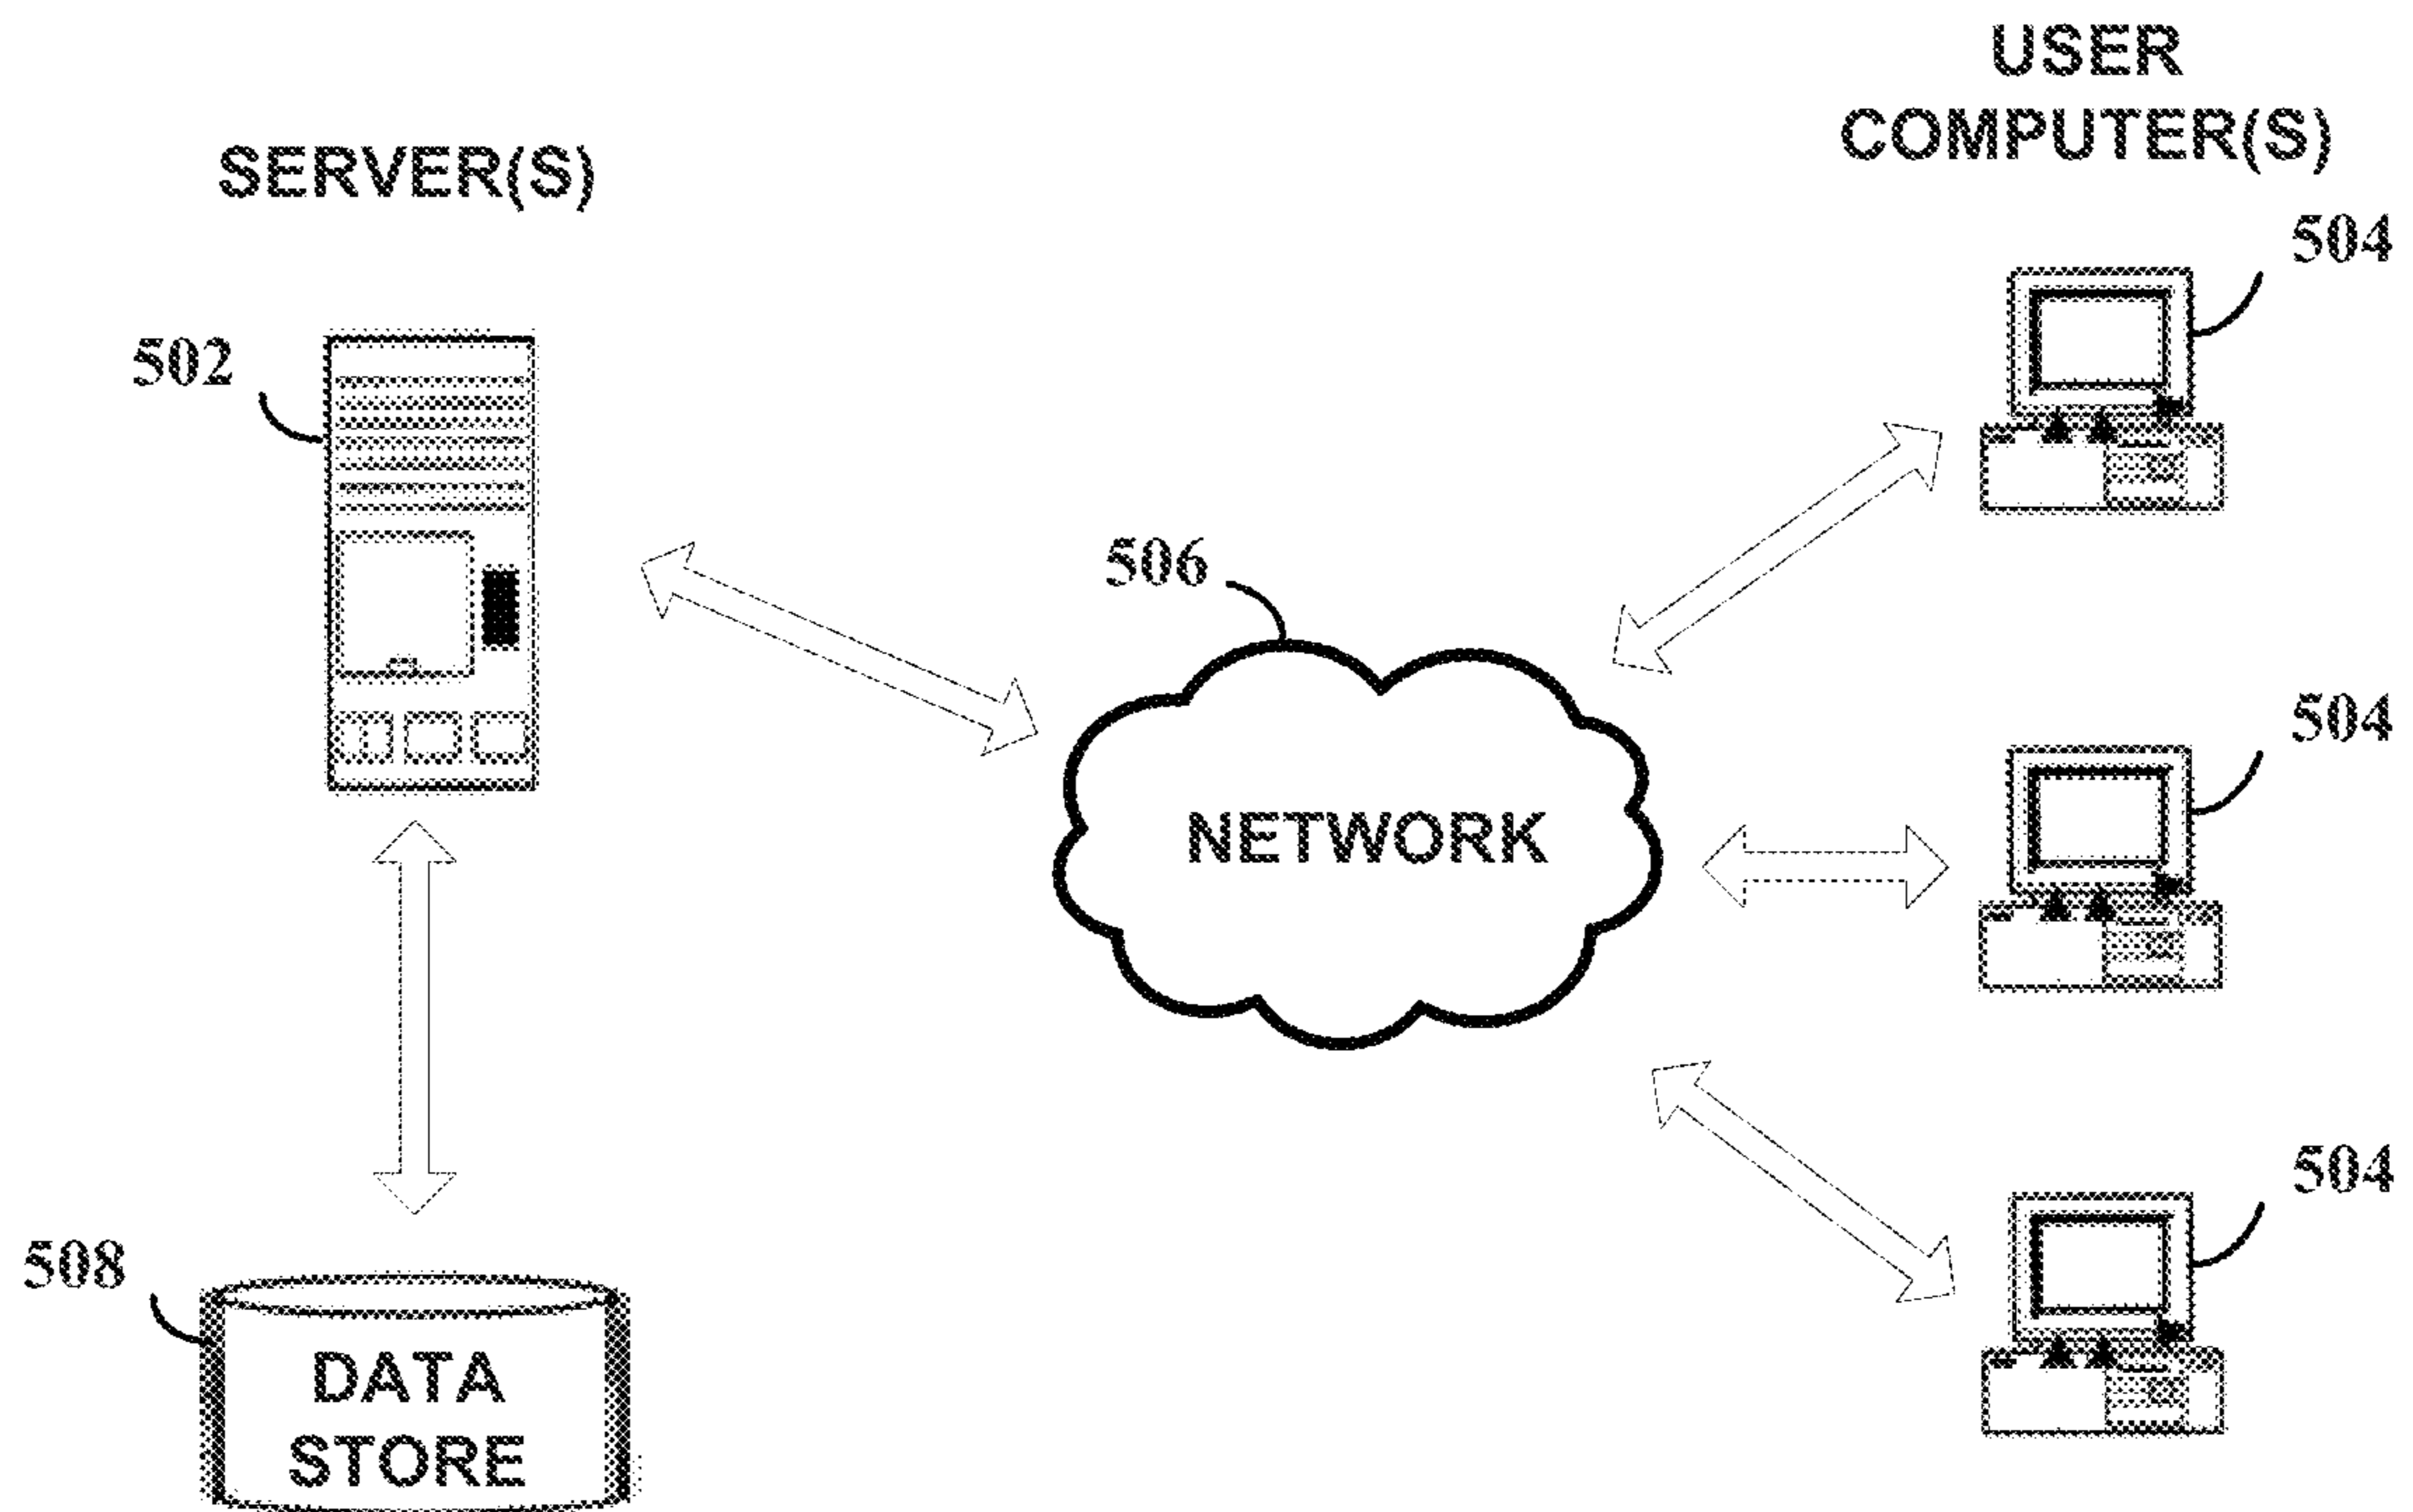 USER
COMPUTER(S)
SERVER(S)
504
502
506
504
NETWORK
504
508
DATA
STORE